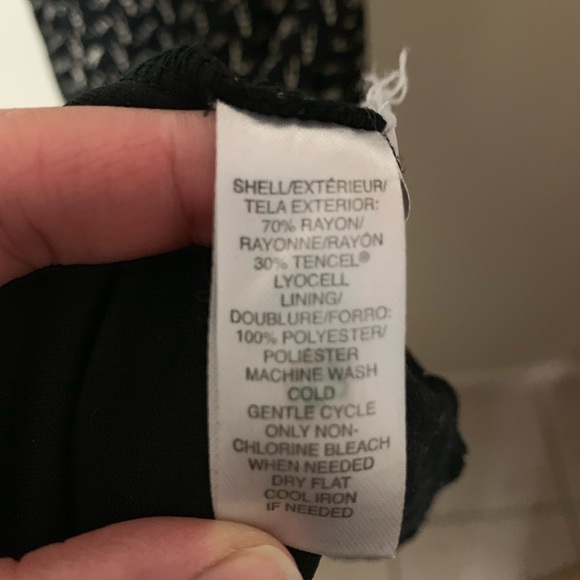 SHELL/EXTÉRIEUR/
TELA EXTERIOR:
70% RAYON/
RAYONNE/RAYÓN
30% TENCEL®
LYOCELL
LINING/
DOUBLURE/FORRO:
100% POLYESTER/
POLIÉSTER
MACHINE WASH
COLD
GENTLE CYCLE
ONLY NON-
CHLORINE BLEACH
WHEN NEEDED
DRY FLAT
COOL IRON
IF NEEDED